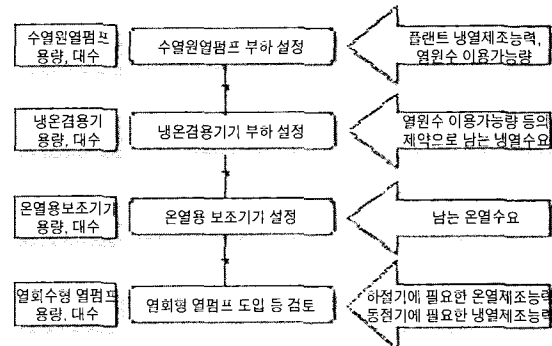 수열원열펌프
용량, 대수
수열원열펌프 부하 설정
플랜트 냉열제조능력,
열원수 이용가능량
냉온겸용기
용량, 대수
냉온겸용기기 부하 설정
열원수 이용가능량 등의
제약으로 남는 냉열수요
온열용보조기기
용량, 대수
온열용 보조기기 설정
남는 온열수요
열회수형 열펌프
용량, 대수
열회형 열펌프 도입 등 검토
하절기에 필요한 온열제조능력
동절기에 필요한 냉열제조능력